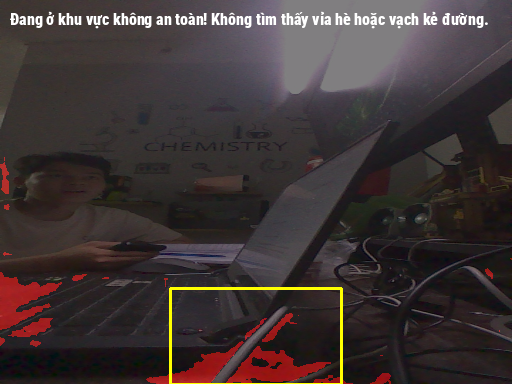 Đang ở khu vực không an toàn! Không tìm thấy vỉa hè hoặc vạch kẻ đường.
CHEMISTRY